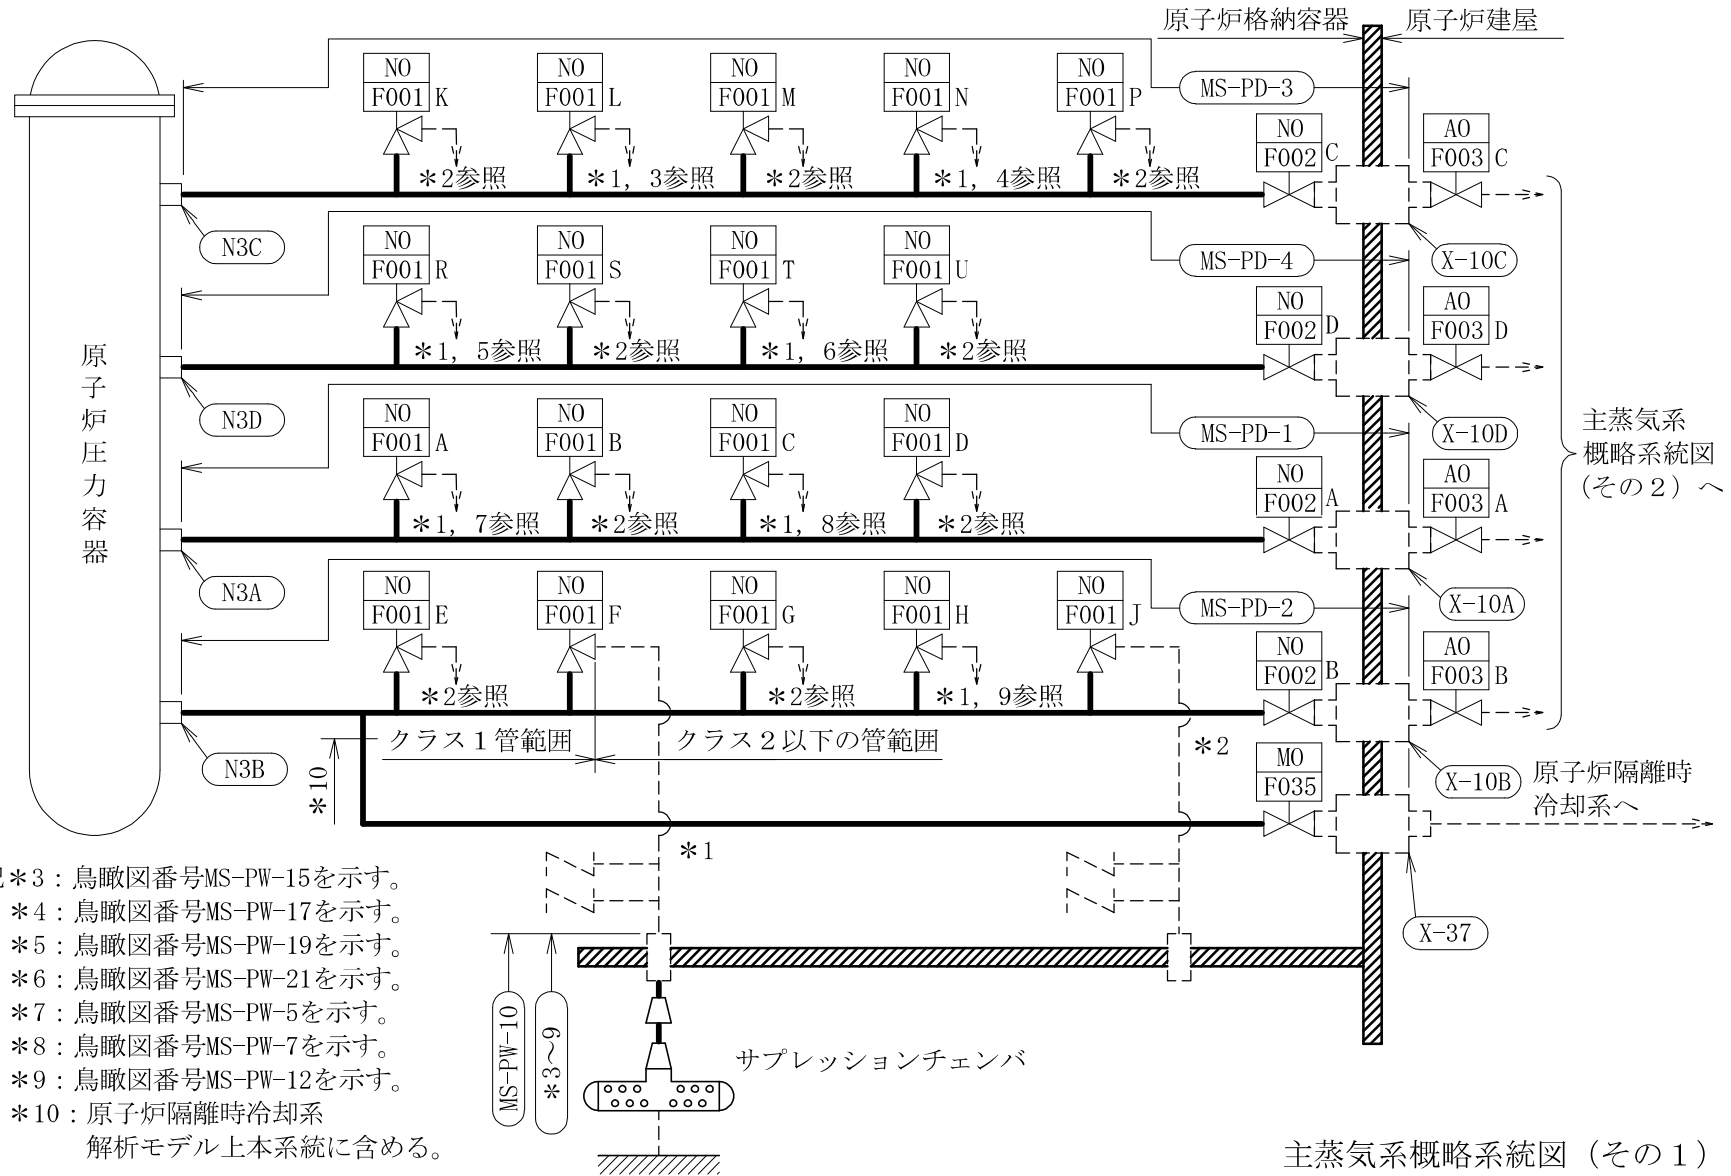 原子炉格納容器
原子炉建屋
NO
F001 K
NO
F001 L
NO
F001 M
NO
F001 N
NO
F001 P
MS-PD-3
NO
F002 C
AO
F003 C
*2参照
*1, 3参照
*2参照
*1, 4参照
*2参照
N3C
X-10C
NO
F001 R
NO
F001 S
NO
F001 T
NO
F001 U
MS-PD-4
NO
F002 D
AO
F003 D
*1, 5参照
*2参照
*1, 6参照
*2参照
N3D
X-10D
原子炉圧力容器
NO
F001 A
NO
F001 B
NO
F001 C
NO
F001 D
MS-PD-1
NO
F002 A
AO
F003 A
*1, 7参照
*2参照
*1, 8参照
*2参照
N3A
X-10A
主蒸気系
概略系統図
(その2)へ
NO
F001 E
NO
F001 F
NO
F001 G
NO
F001 H
NO
F001 J
MS-PD-2
NO
F002 B
AO
F003 B
*2参照
*2参照
*1, 9参照
クラス1管範囲
クラス2以下の管範囲
*2
N3B
X-10B
*10
MO
F035
原子炉隔離時
冷却系へ
*1
X-37
*3:鳥瞰図番号MS-PW-15を示す。
*4:鳥瞰図番号MS-PW-17を示す。
*5:鳥瞰図番号MS-PW-19を示す。
*6:鳥瞰図番号MS-PW-21を示す。
*7:鳥瞰図番号MS-PW-5を示す。
*8:鳥瞰図番号MS-PW-7を示す。
*9:鳥瞰図番号MS-PW-12を示す。
*10:原子炉隔離時冷却系
解析モデル上本系統に含める。
MS-PW-10
*3~9
サプレッションチェンバ
主蒸気系概略系統図(その1)